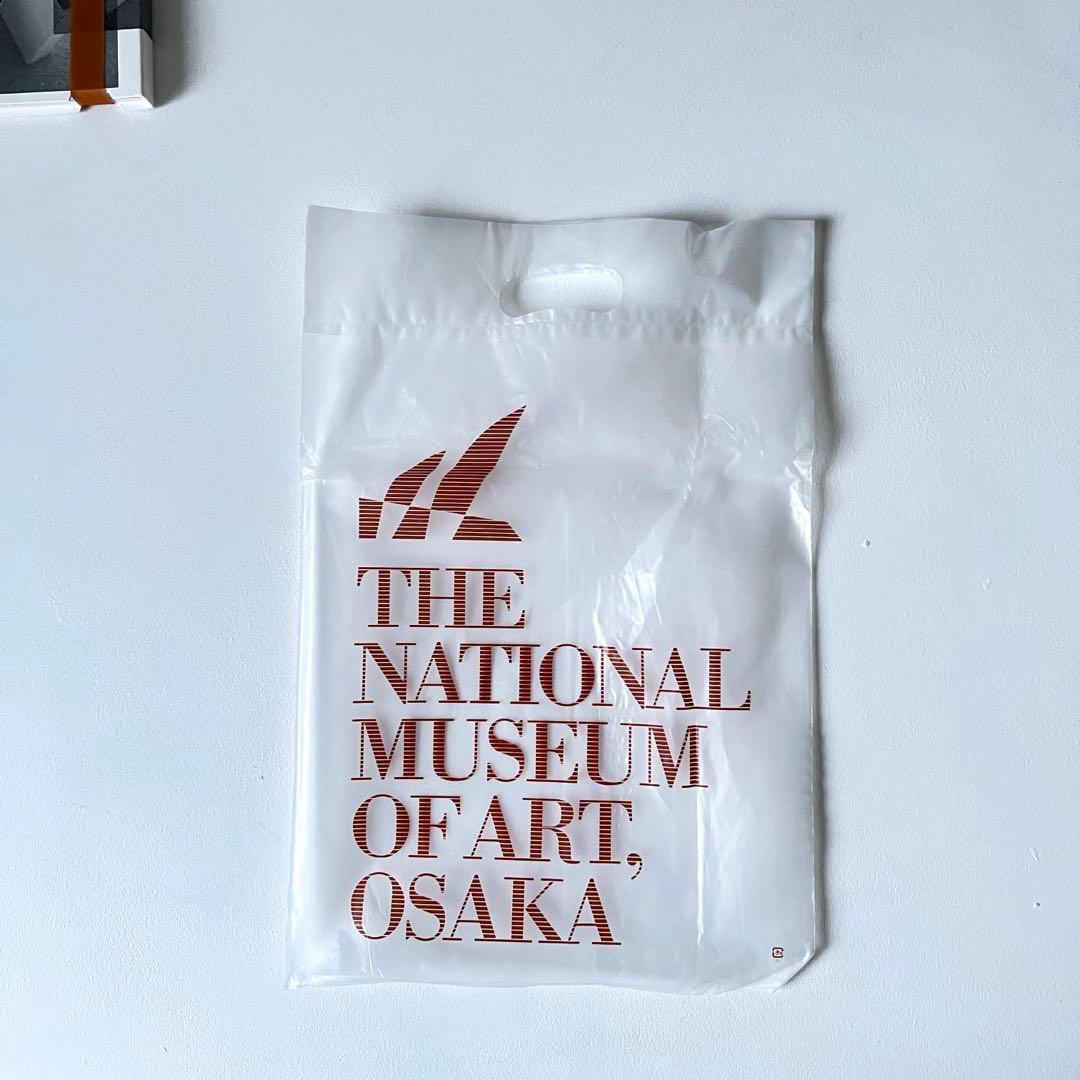 THE
NATIONAL
MUSEUM
OF ART,
OSAKA